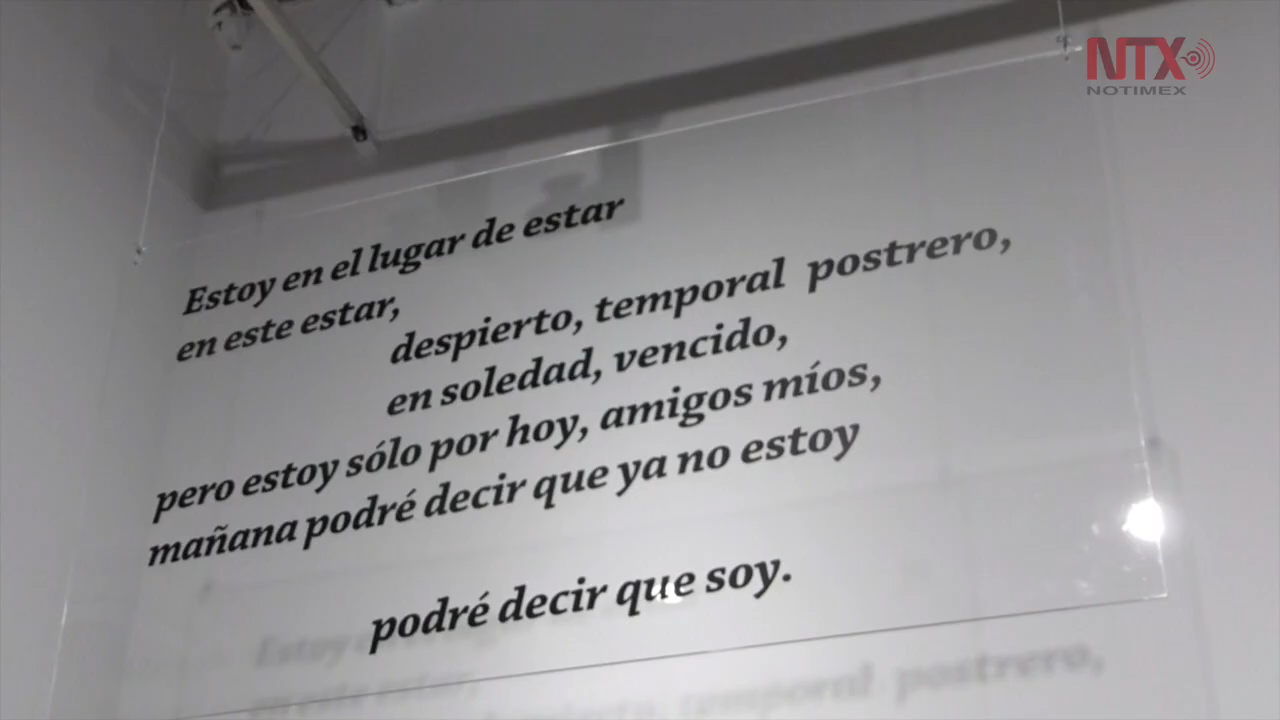 NTX
NOTIMEX
Estoy en el lugar de estar
en este estar,
despierto, temporal postrero,
en soledad, vencido,
pero estoy sólo por hoy, amigos míos,
mañana podré decir que ya no estoy
podré decir que soy.